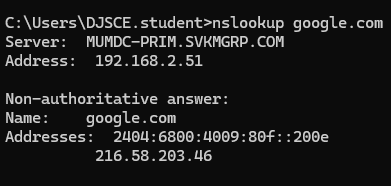 C:\Users\DJSCE.student>nslookup google.com
Server:  MUMDC-PRIM.SVKMGRP.COM
Address:  192.168.2.51

Non-authoritative answer:
Name:    google.com
Addresses:  2404:6800:4009:80f::200e
          216.58.203.46